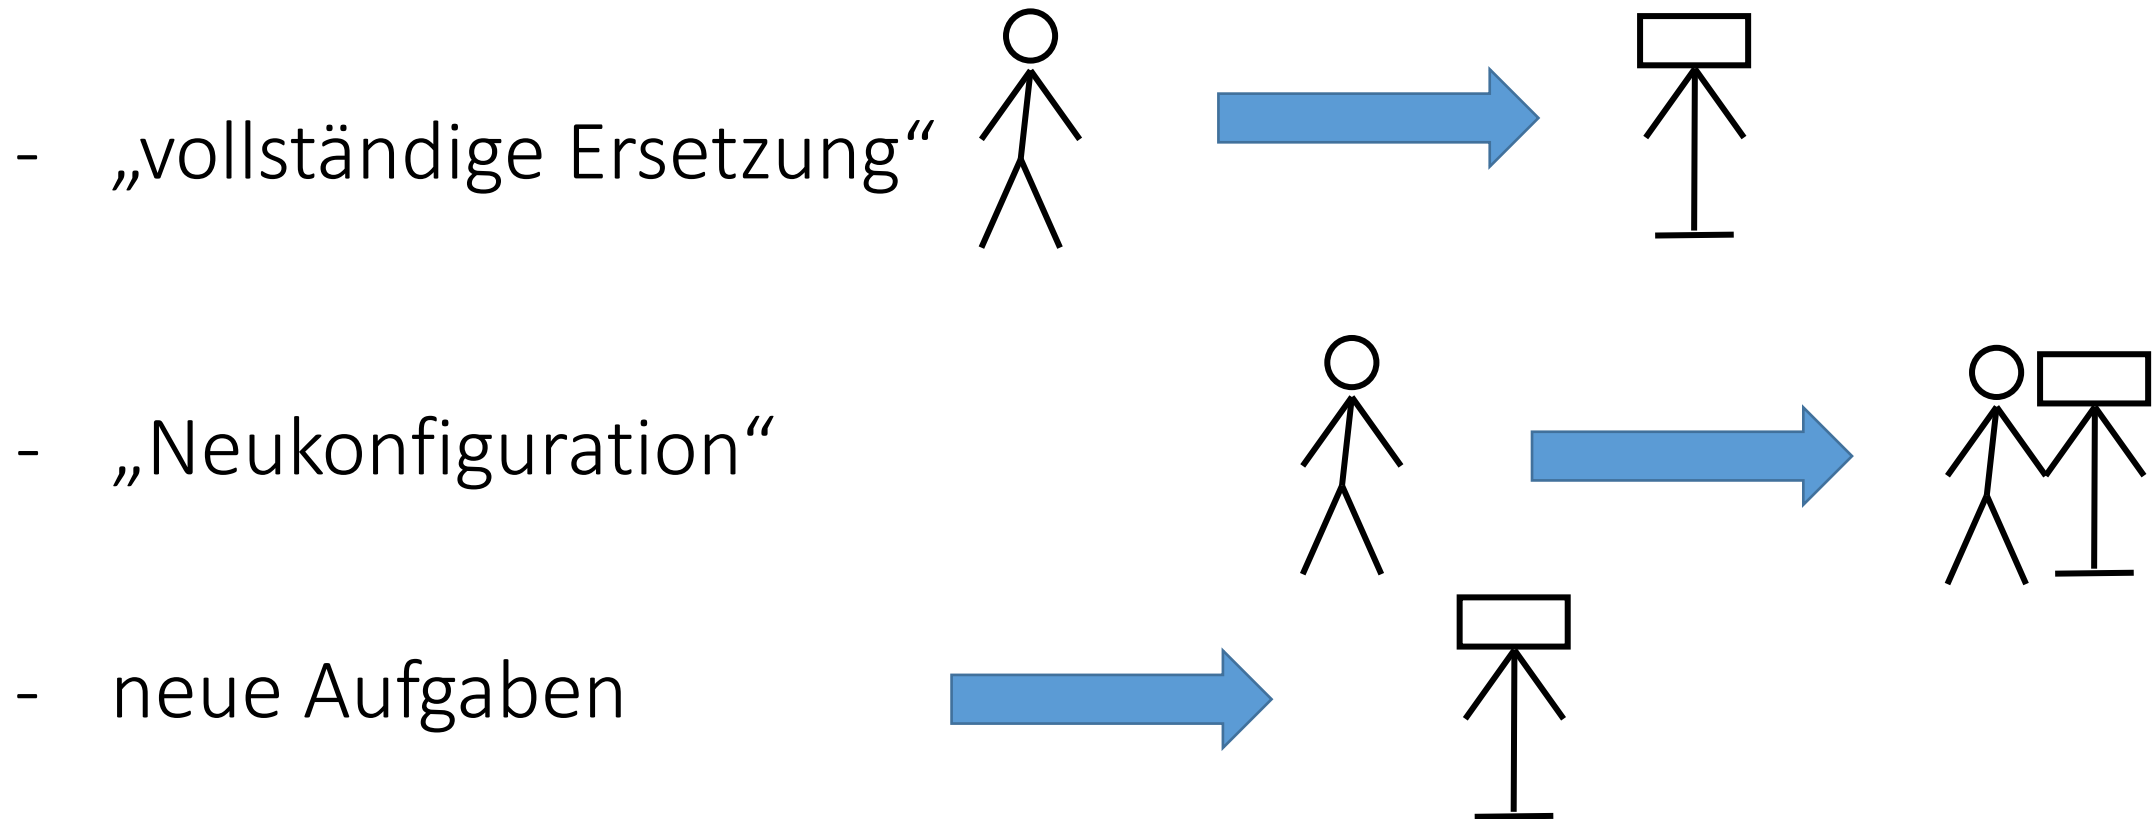 - „vollständige Ersetzung“
- „Neukonfiguration“
- neue Aufgaben